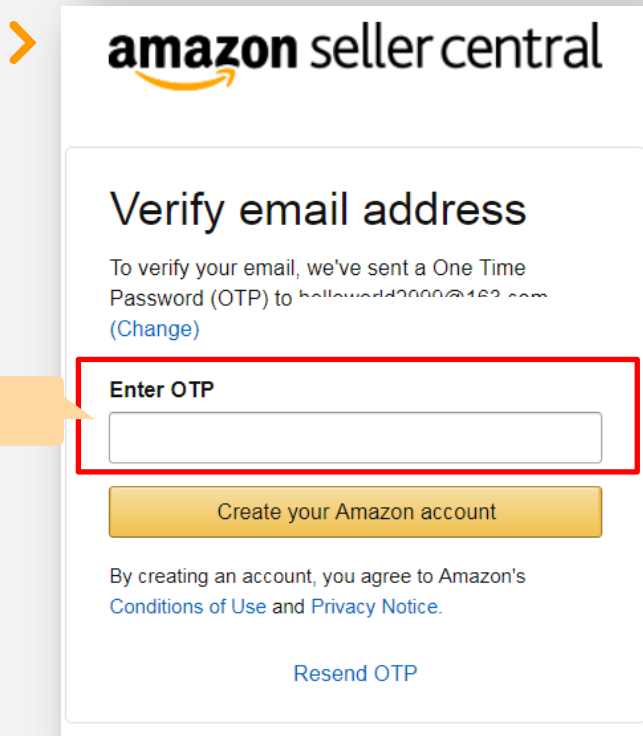 amazon seller central
Verify email address
To verify your email, we've sent a One Time
Password (OTP) to
(Change)
Enter OTP
Create your Amazon account
By creating an account, you agree to Amazon's
Conditions of Use and Privacy Notice.
Resend OTP